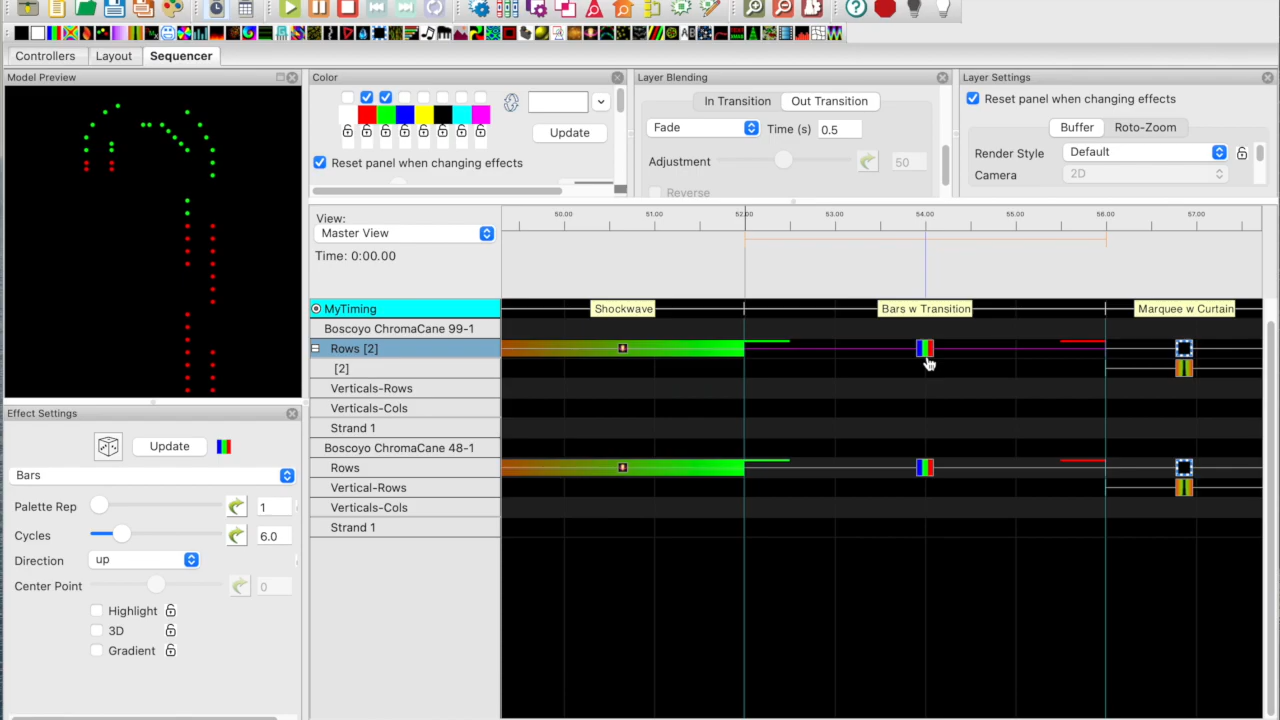 Controllers Layout Sequencer
Model Preview
Color
Update
Reset panel when changing effects
Layer Blending
In Transition Out Transition
Fade Time (s) 0.5
Adjustment 50
Reverse
Layer Settings
Reset panel when changing effects
Buffer Roto-Zoom
Render Style Default
Camera 2D
View:
Master View
Time: 0:00.00
50.00 51.00 52.00 53.00 54.00 55.00 56.00 57.00
MyTiming Shockwave Bars w Transition Marquee w Curtain
Boscoyo ChromaCane 99-1
Rows [2]
[2]
Verticals-Rows
Verticals-Cols
Strand 1
Boscoyo ChromaCane 48-1
Rows
Vertical-Rows
Verticals-Cols
Strand 1
Effect Settings
Update
Bars
Palette Rep 1
Cycles 6.0
Direction up
Center Point 0
Highlight
3D
Gradient